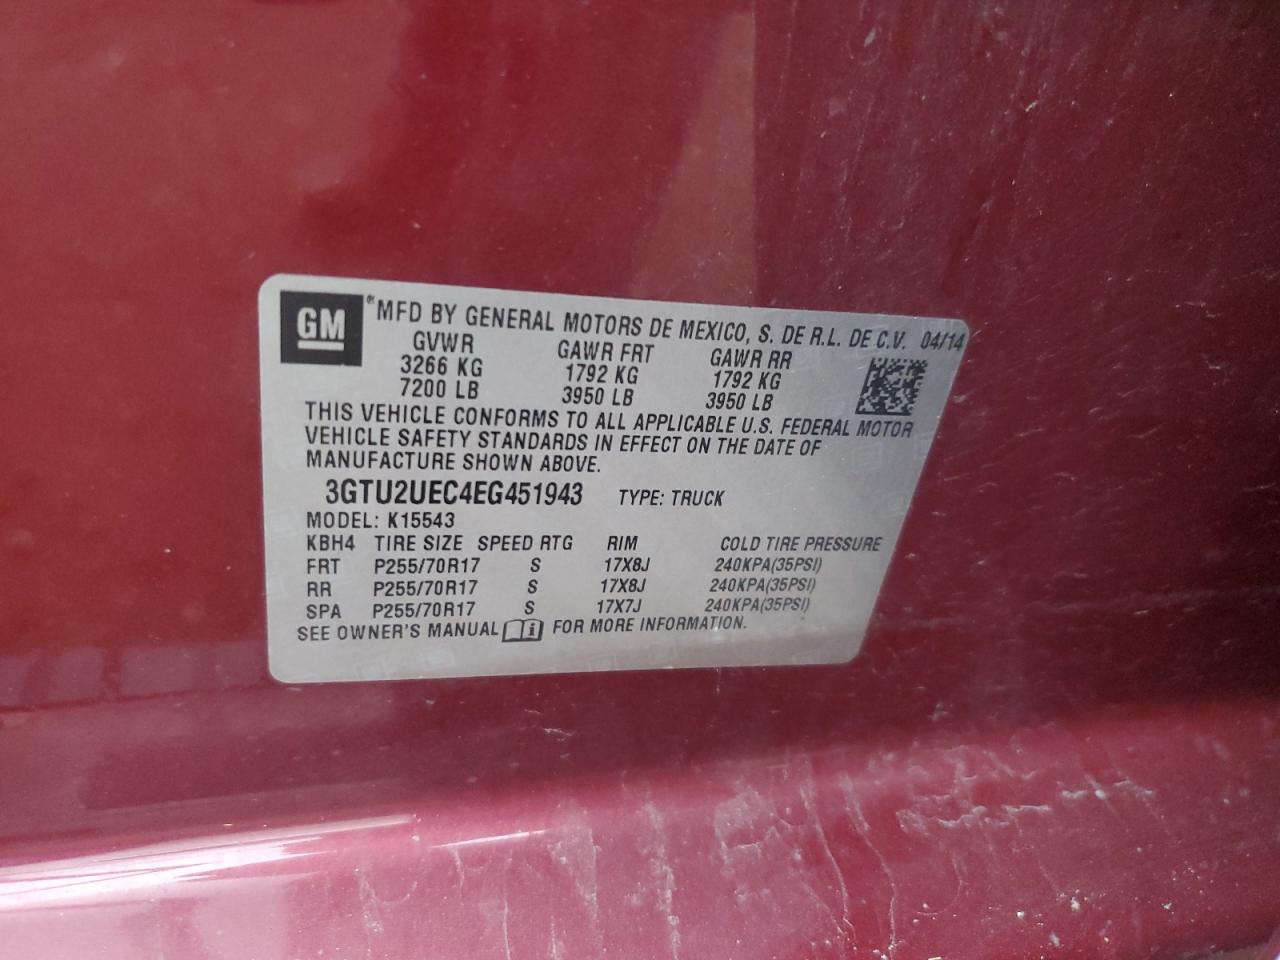 GM ® MFD BY GENERAL MOTORS DE MEXICO, S. DE R.L. DE C.V. 04/14
GVWR GAWR FRT GAWR RR
3266 KG 1792 KG 1792 KG
7200 LB 3950 LB 3950 LB
THIS VEHICLE CONFORMS TO ALL APPLICABLE U.S. FEDERAL MOTOR
VEHICLE SAFETY STANDARDS IN EFFECT ON THE DATE OF
MANUFACTURE SHOWN ABOVE.
3GTU2UEC4EG451943 TYPE: TRUCK
MODEL: K15543
KBH4 TIRE SIZE SPEED RTG RIM COLD TIRE PRESSURE
FRT P255/70R17 S 17X8J 240KPA(35PSI)
RR P255/70R17 S 17X8J 240KPA(35PSI)
SPA P255/70R17 S 17X7J 240KPA(35PSI)
SEE OWNER'S MANUAL i FOR MORE INFORMATION.